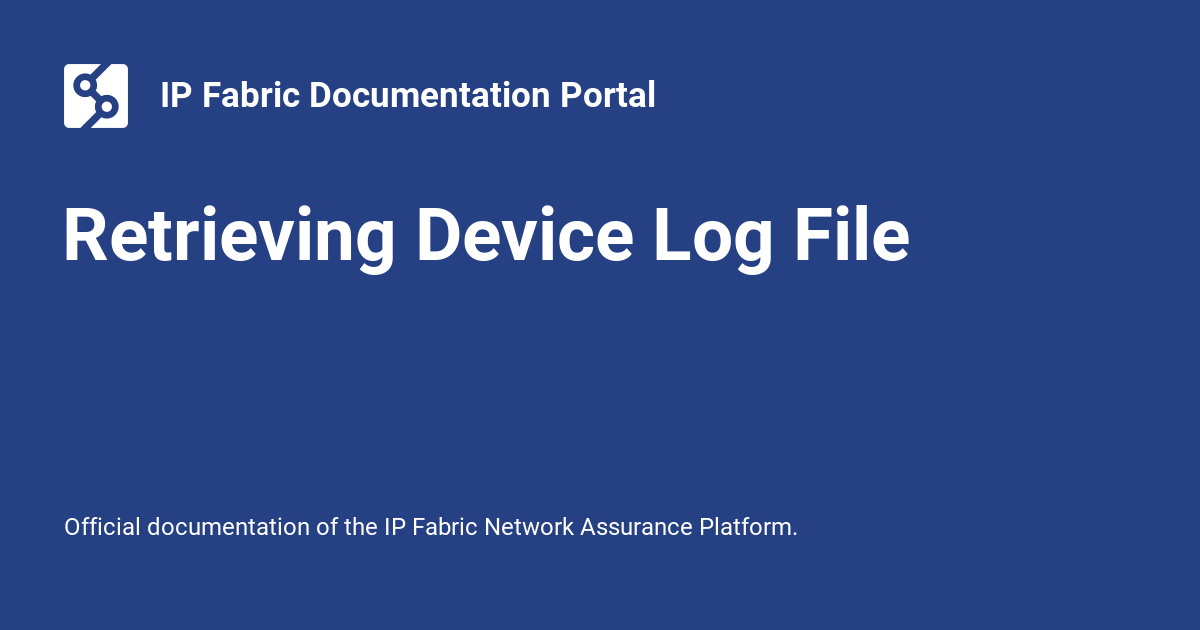 IP Fabric Documentation Portal
Retrieving Device Log File
Official documentation of the IP Fabric Network Assurance Platform.